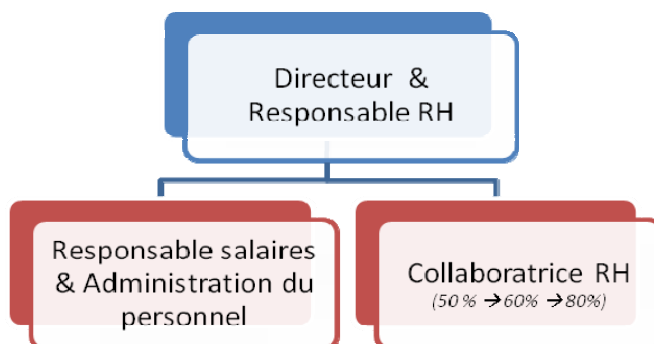 Directeur &
Responsable RH
Responsable salaires
& Administration du
personnel
Collaboratrice RH
(50% →60% →80%)